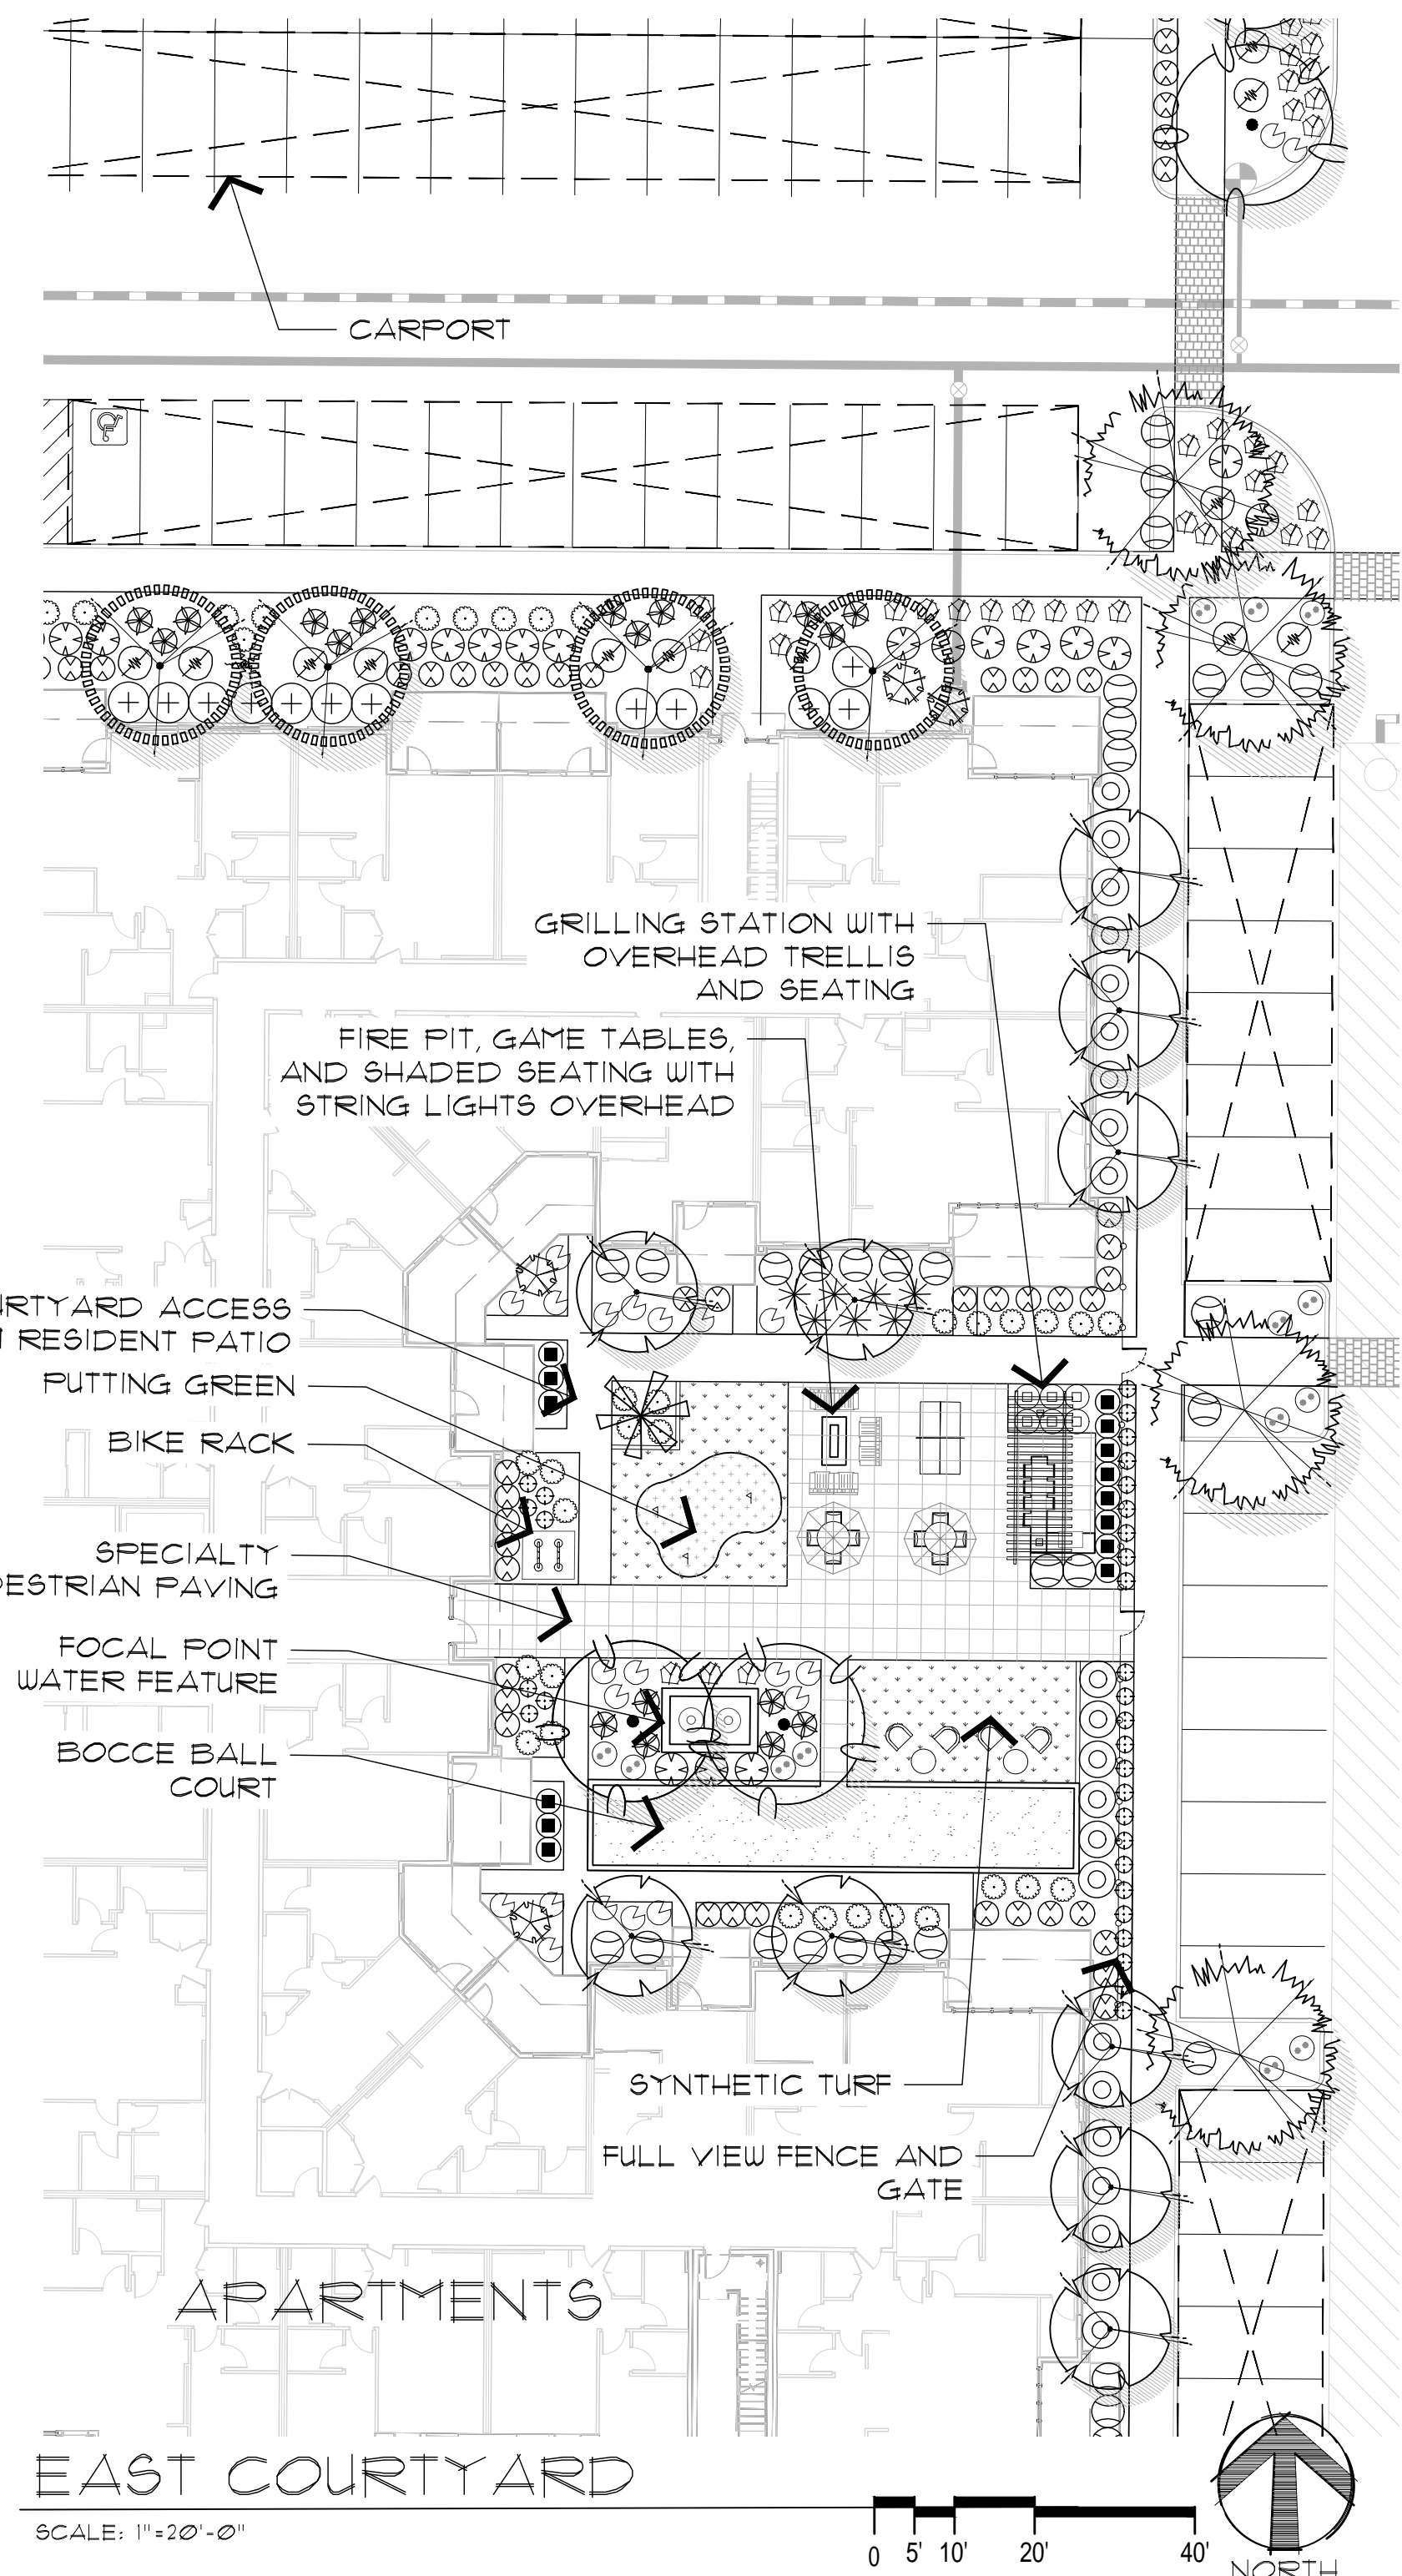 CARPORT
GRILLING STATION WITH
OVERHEAD TRELLIS
AND SEATING
FIRE PIT, GAME TABLES,
AND SHADED SEATING WITH
STRING LIGHTS OVERHEAD
RTYARD ACCESS
RESIDENT PATIO
PUTTING GREEN
BIKE RACK
SPECIALTY
DESTRIAN PAVING
FOCAL POINT
WATER FEATURE
BOCCE BALL
COURT
SYNTHETIC TURF
FULL VIEW FENCE AND
GATE
APARTMENTS
EAST COURTYARD
SCALE: 1"=20'-0"
0 5' 10' 20' 40'
NORTH